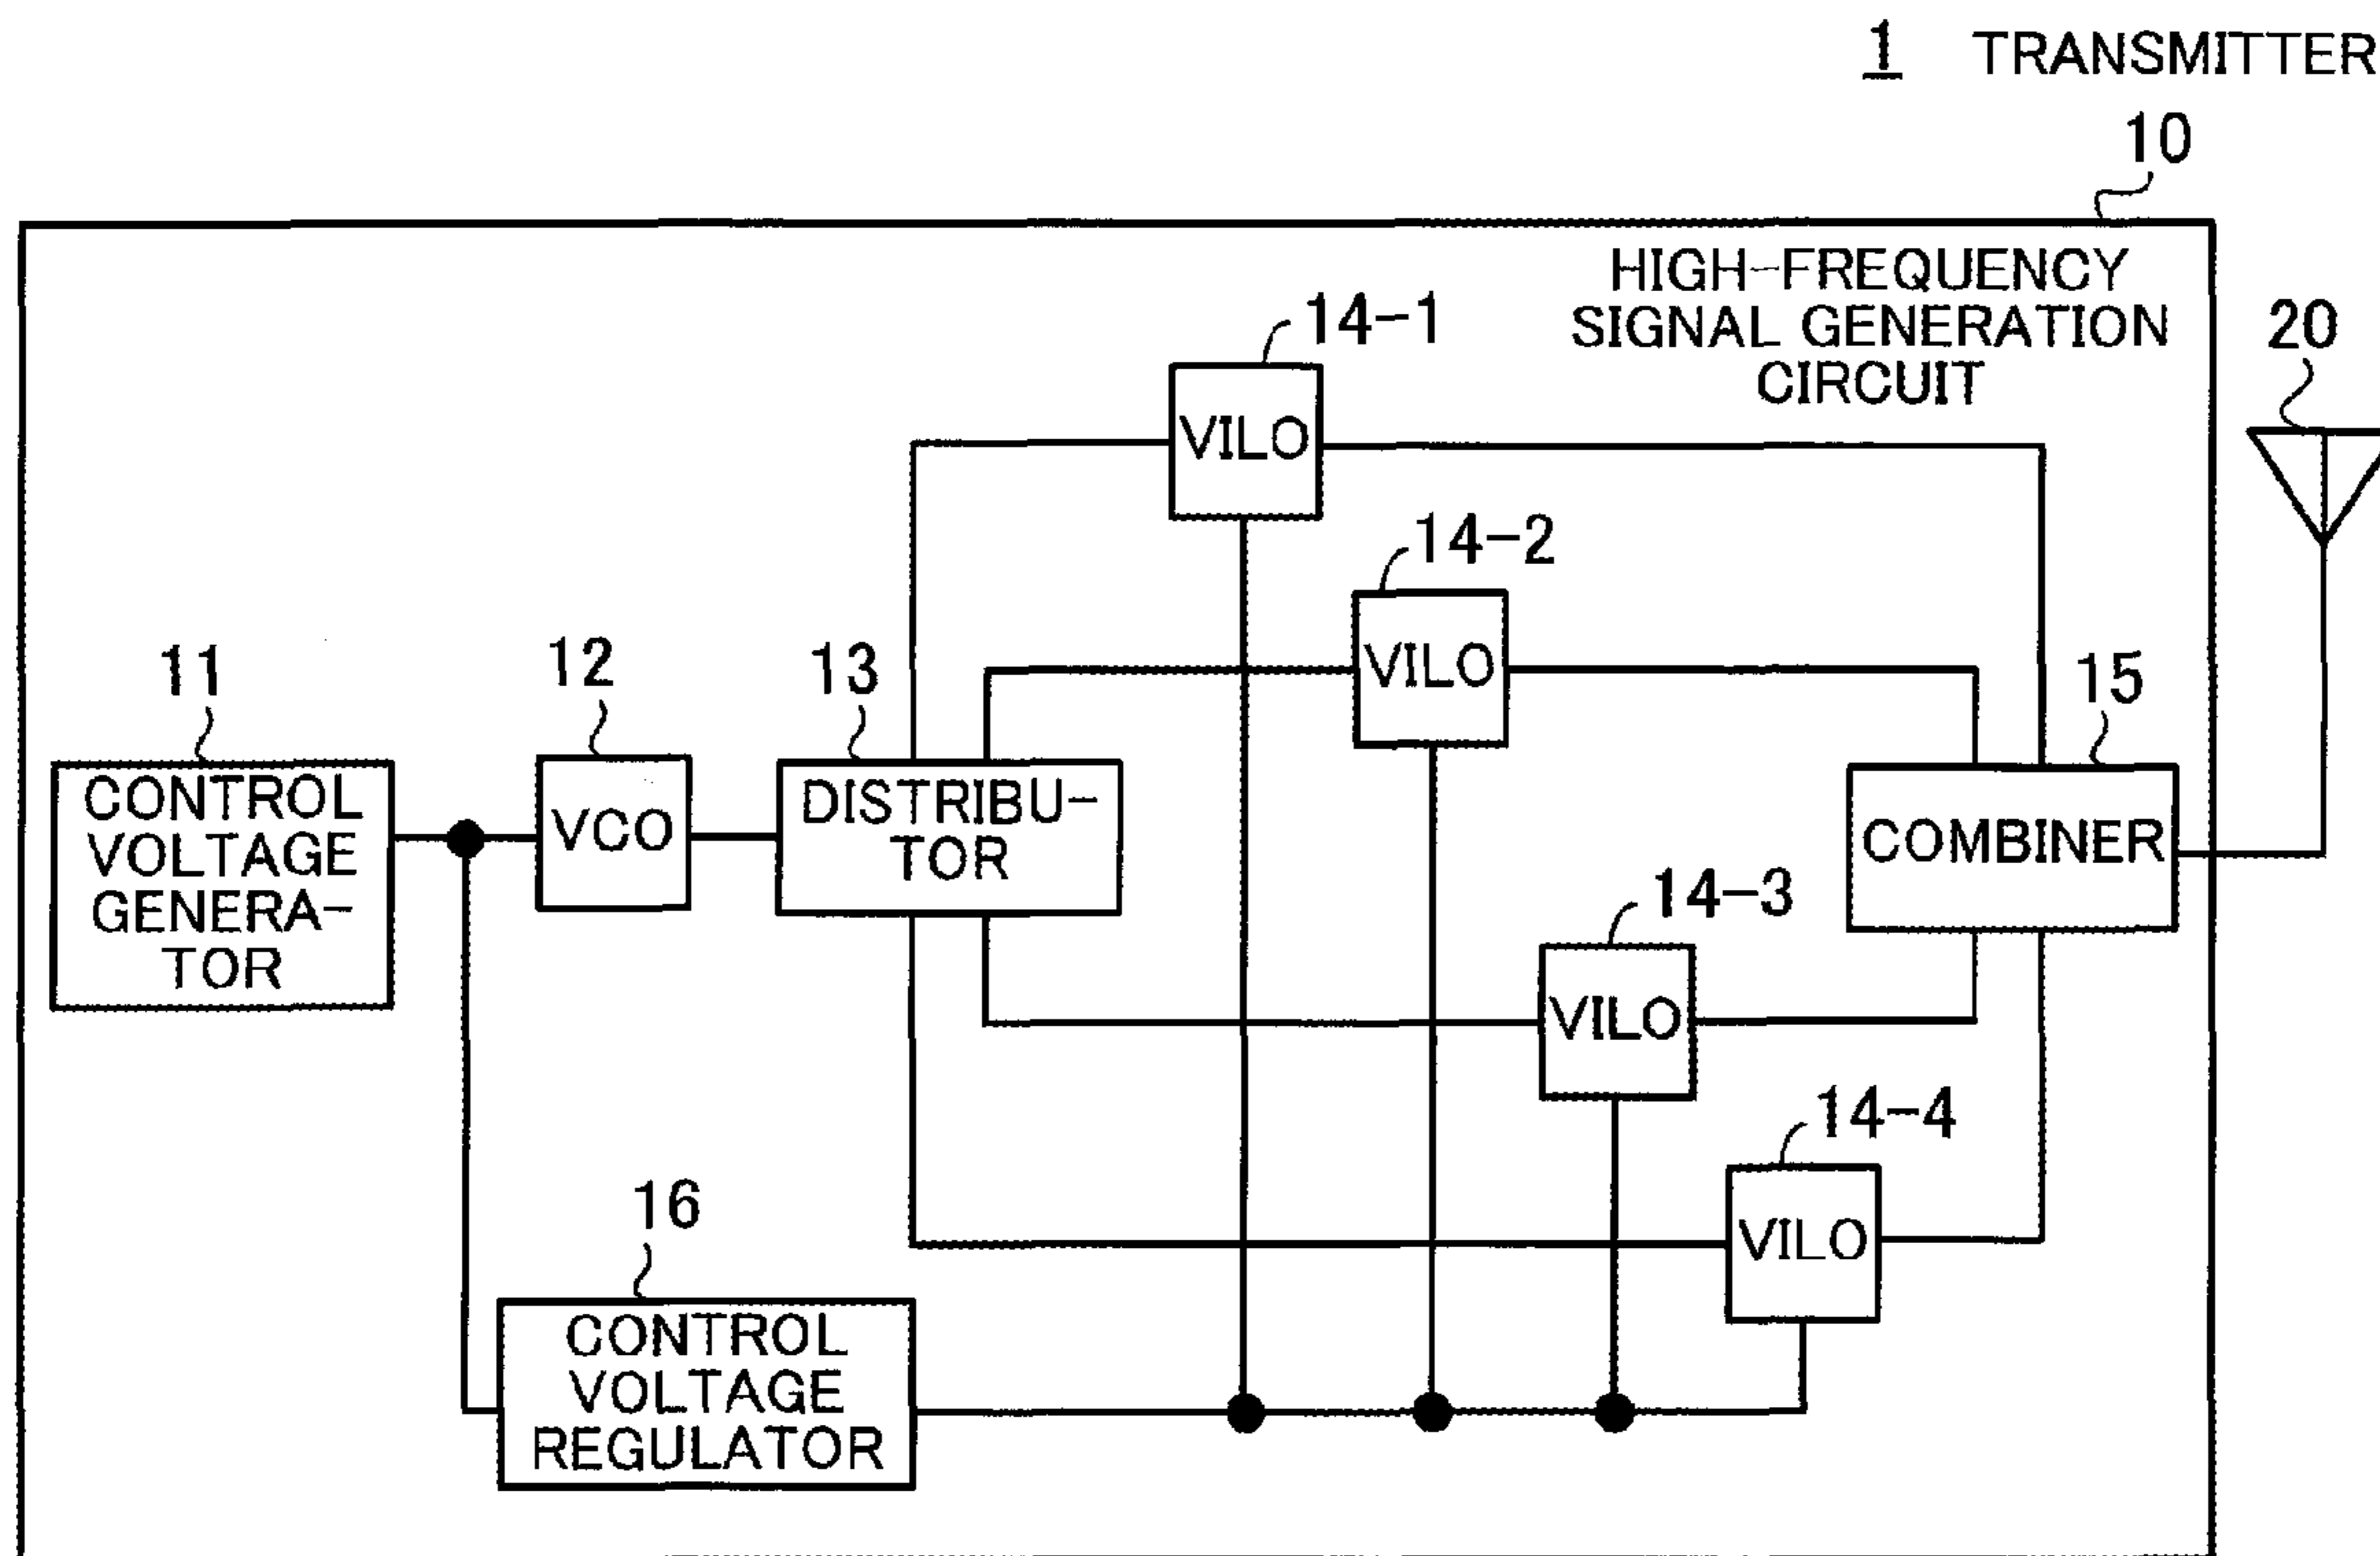 1 TRANSMITTER
10
HIGH-FREQUENCY
SIGNAL GENERATION
CIRCUIT
14-1
VILO
20
14-2
VILO
11
CONTROL
VOLTAGE
GENERA-
TOR
12
VCO
13
DISTRIBU-
TOR
15
COMBINER
14-3
VILO
14-4
VILO
16
CONTROL
VOLTAGE
REGULATOR